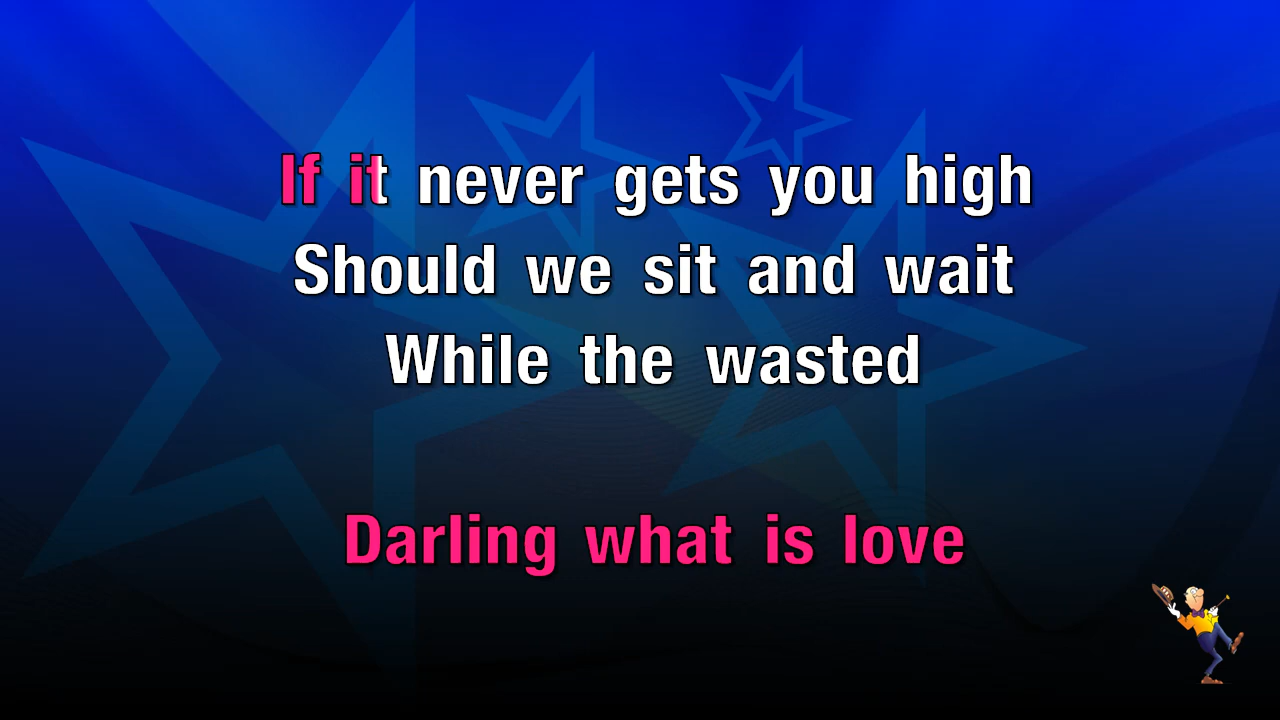 If it never gets you high
Should we sit and wait
While the wasted
Darling what is love